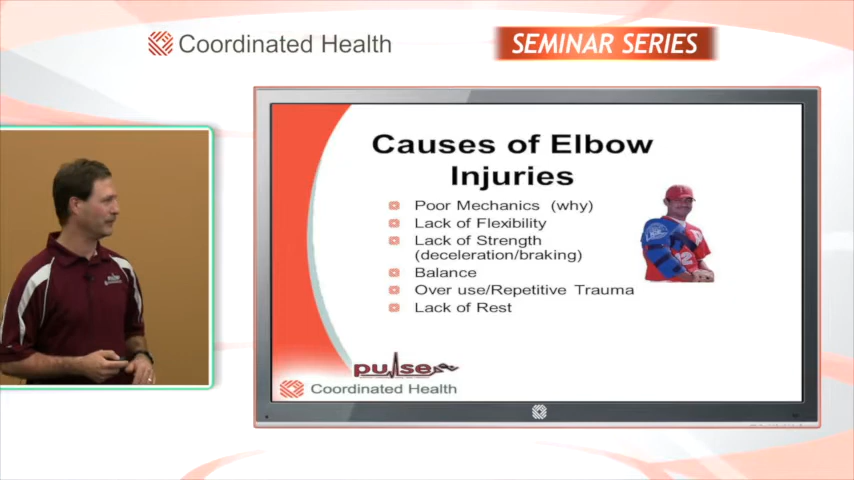 Coordinated Health
SEMINAR SERIES
Causes of Elbow
Injuries
Poor Mechanics (why)
Lack of Flexibility
Lack of Strength
(deceleration/braking)
Balance
Over use/Repetitive Trauma
Lack of Rest
pulse
Coordinated Health